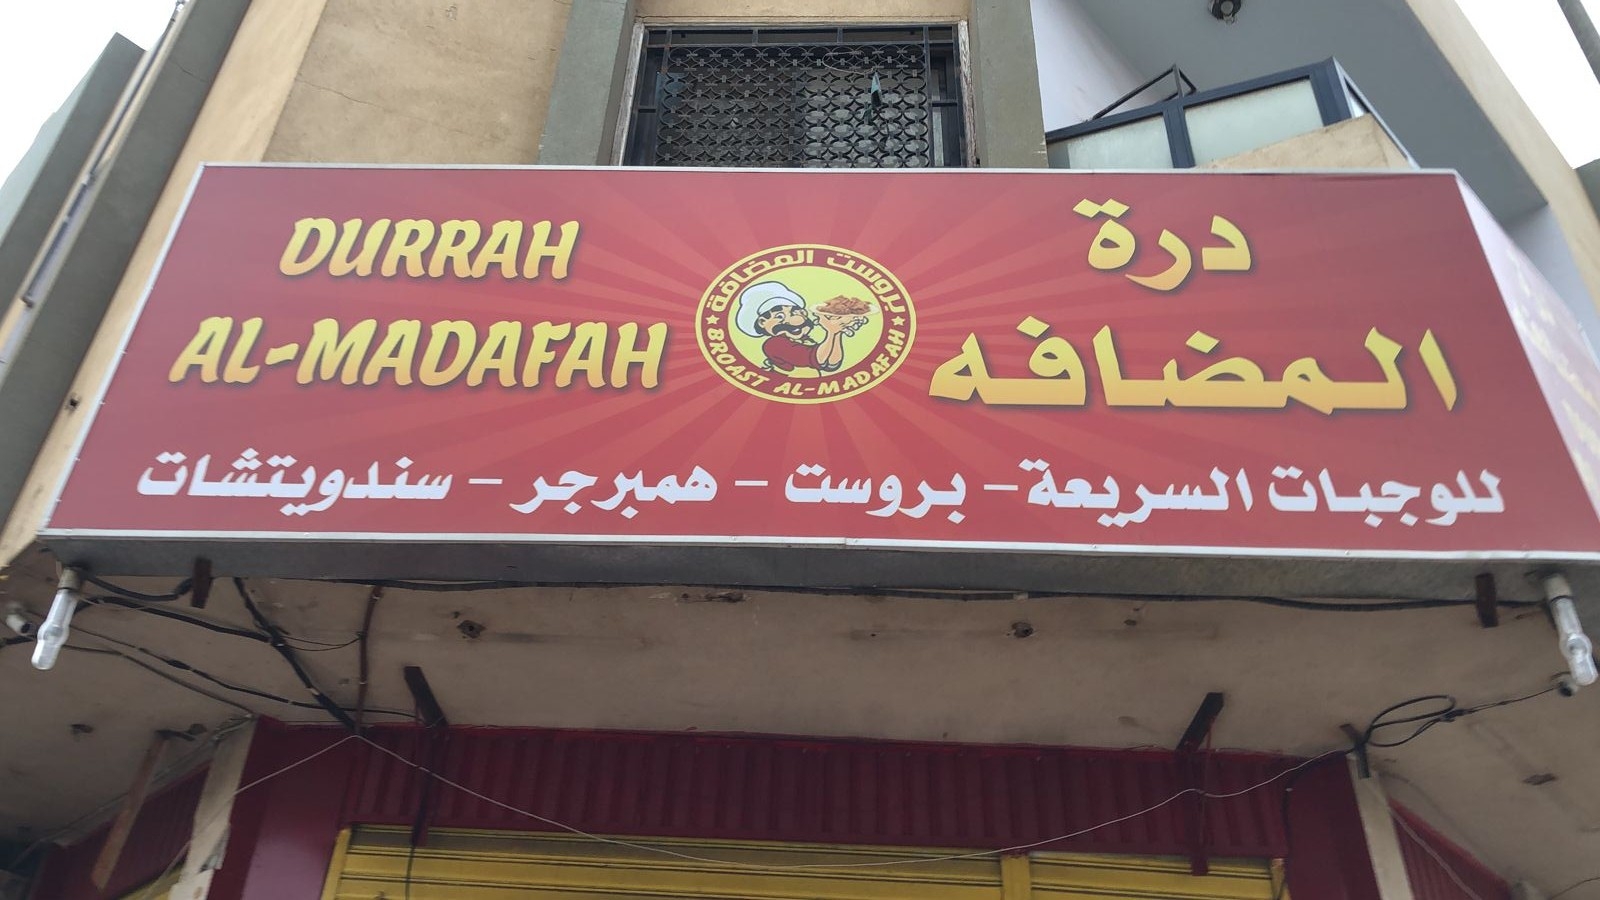 DURRAH
AL-MADAFAH
بروست المضافة
BROAST AL-MADAFAH
درة
المضافه
للوجبات السريعة - بروست - همبرجر - سندويتشات